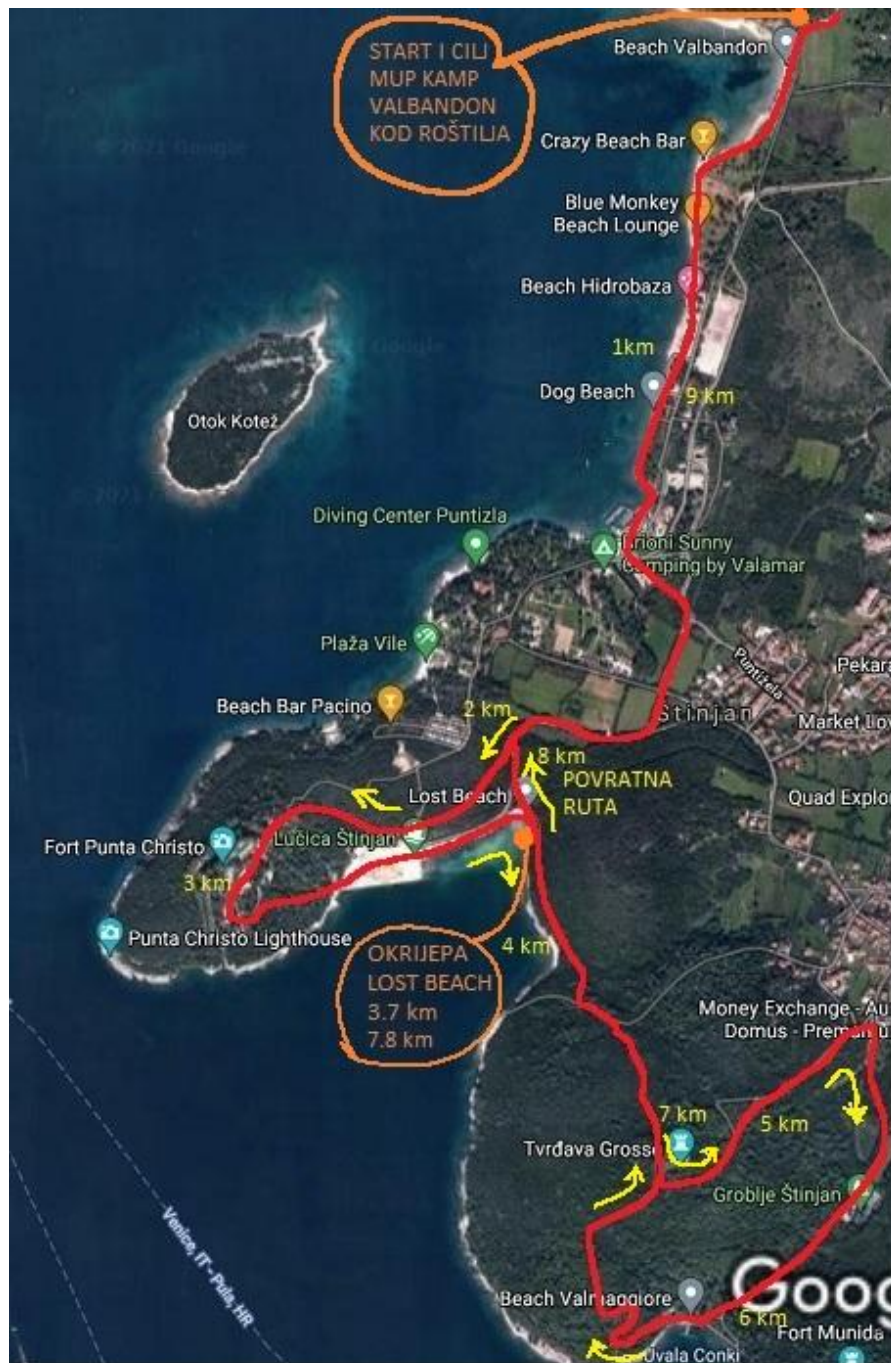 START I CILJ
MUP KAMP
VALBANDON
KOD ROŠTILJA
Beach Valbandon
© 2021 Google
Crazy Beach Bar
Blue Monkey
Beach Lounge
Beach Hidrobaza
1km
Dog Beach
9 km
Otok Kotež
Diving Center Puntizla
Brioni Sunny
Camping by Valamar
Plaža Vile
Puntižela
Pekara
Beach Bar Pacino
2 km
Štinjan
Market Lov
8 km
POVRATNA
RUTA
Lost Beach
Quad Explor
Fort Punta Christo
Lučica Štinjan
3 km
Punta Christo Lighthouse
4 km
OKRIJEPA
LOST BEACH
3.7 km
7.8 km
Money Exchange - Au
Domus - Premantu
7 km
5 km
Tvrđava Grosso
Groblje Štinjan
Venice, IT - Pula, HR
Beach Valmaggiore
Goog
6 km
Fort Munida
Uvala Conki